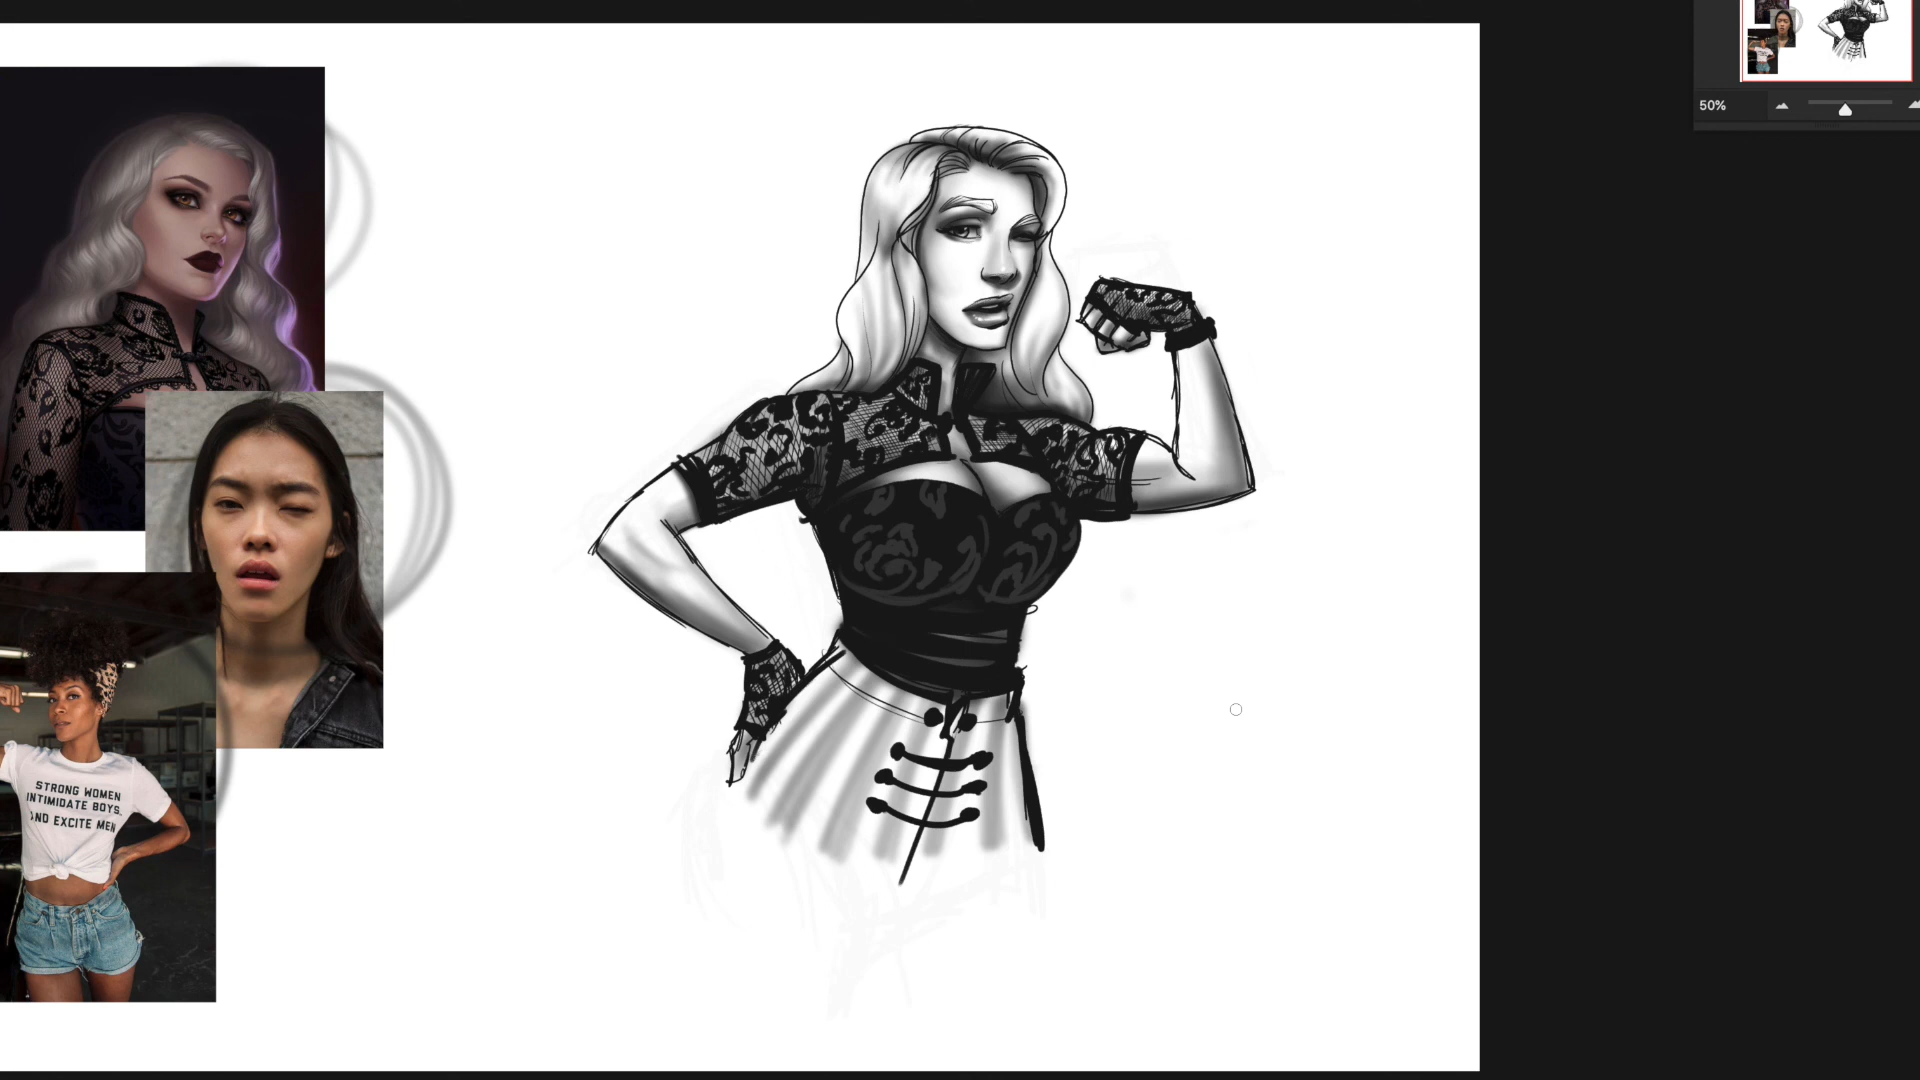 50%
STRONG WOMEN
INTIMIDATE BOYS,
AND EXCITE MEN